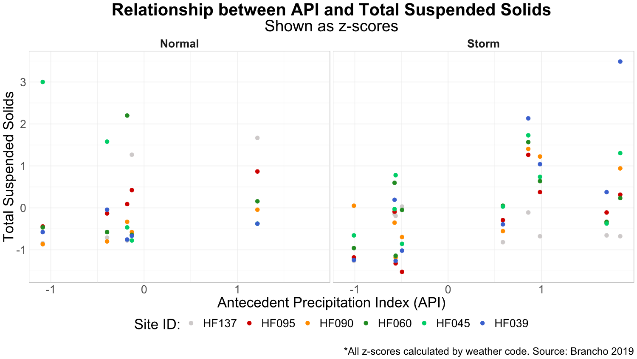 Relationship between API and Total Suspended Solids
Shown as z-scores
Normal Storm
Total Suspended Solids
3
2
1
0
-1
-1 0 1 -1 0 1
Antecedent Precipitation Index (API)
Site ID: HF137 HF095 HF090 HF060 HF045 HF039
*All z-scores calculated by weather code. Source: Brancho 2019